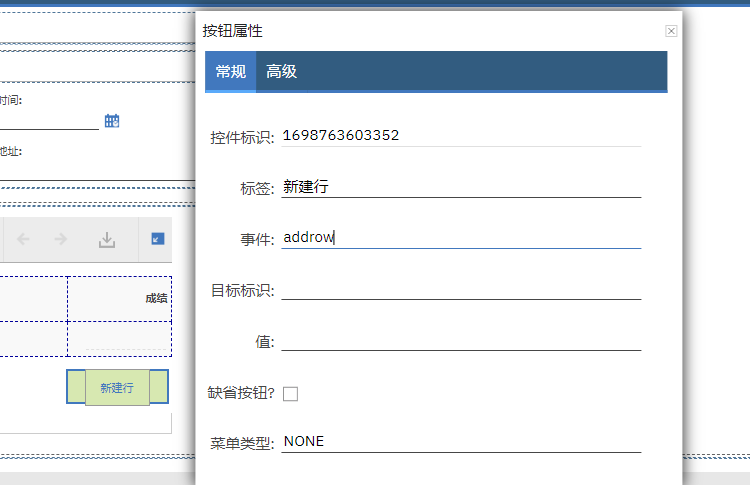 按钮属性
常规 高级
时间:
地址:
控件标识: 1698763603352
标签: 新建行
事件: addrow
目标标识:
值:
缺省按钮?
菜单类型: NONE
成绩
新建行